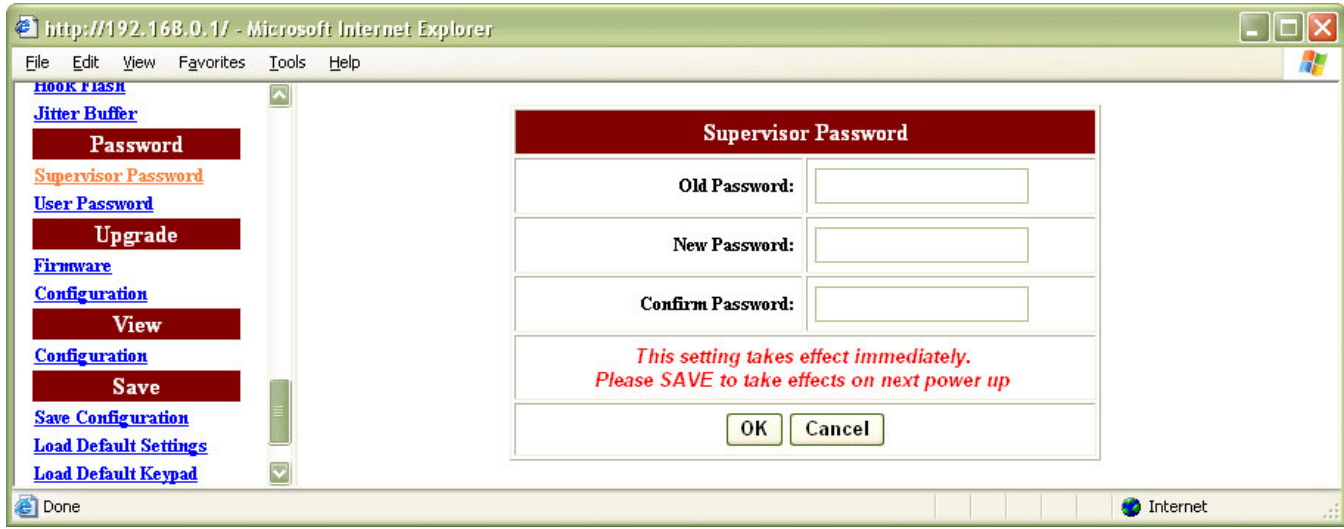 http://192.168.0.1/ - Microsoft Internet Explorer
File Edit View Favorites Tools Help
Hook Flash
Jitter Buffer
Password
Supervisor Password
User Password
Upgrade
Firmware
Configuration
View
Configuration
Save
Save Configuration
Load Default Settings
Load Default Keypad
Supervisor Password
Old Password:
New Password:
Confirm Password:
This setting takes effect immediately.
Please SAVE to take effects on next power up
OK Cancel
Done
Internet